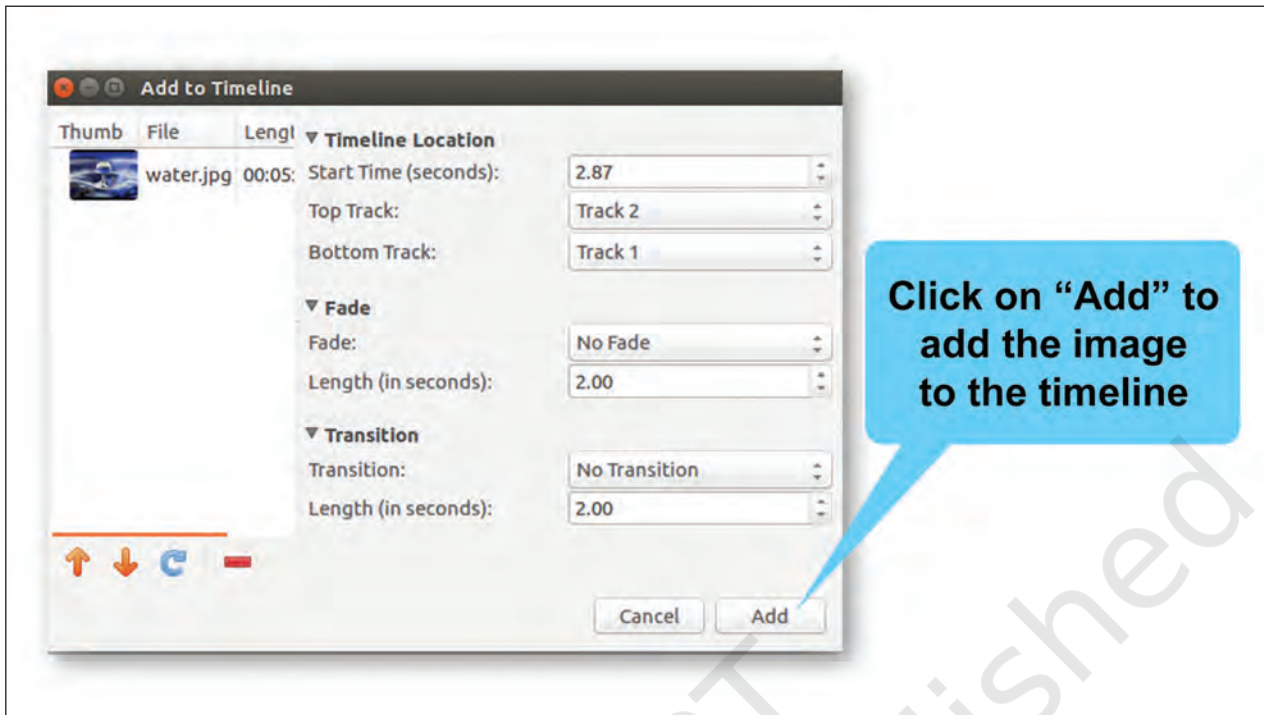 Add to Timeline
Thumb File Lengt
water.jpg 00:05:
Timeline Location
Start Time (seconds): 2.87
Top Track: Track 2
Bottom Track: Track 1
Fade
Fade: No Fade
Length (in seconds): 2.00
Transition
Transition: No Transition
Length (in seconds): 2.00
Cancel Add
Click on “Add” to
add the image
to the timeline